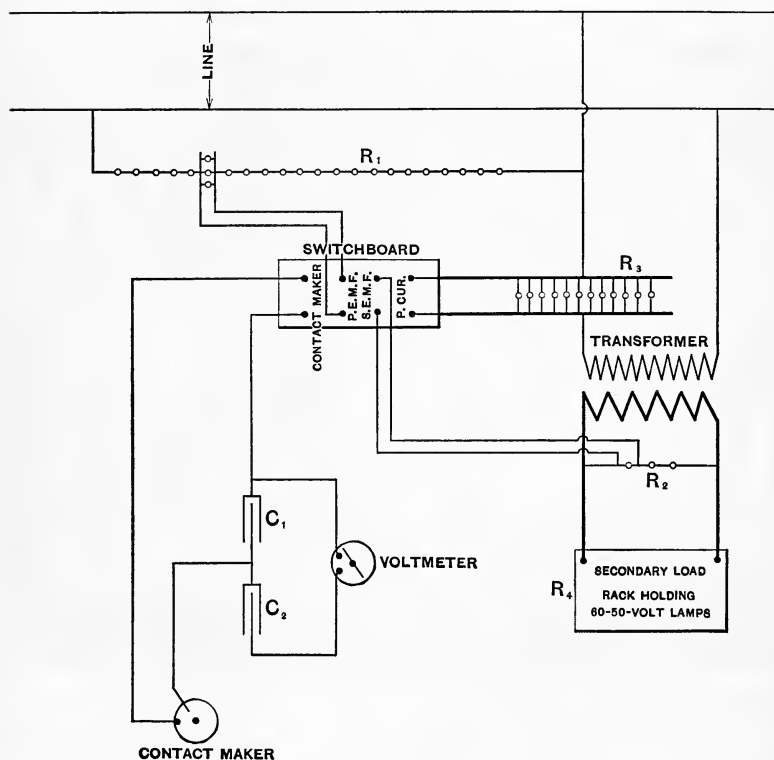 LINE
R1
SWITCHBOARD
CONTACT MAKER
P.E.M.F.
S.E.M.F.
P. CUR.
R3
TRANSFORMER
R2
C1
VOLTMETER
C2
R4
SECONDARY LOAD
RACK HOLDING
60-50-VOLT LAMPS
CONTACT MAKER